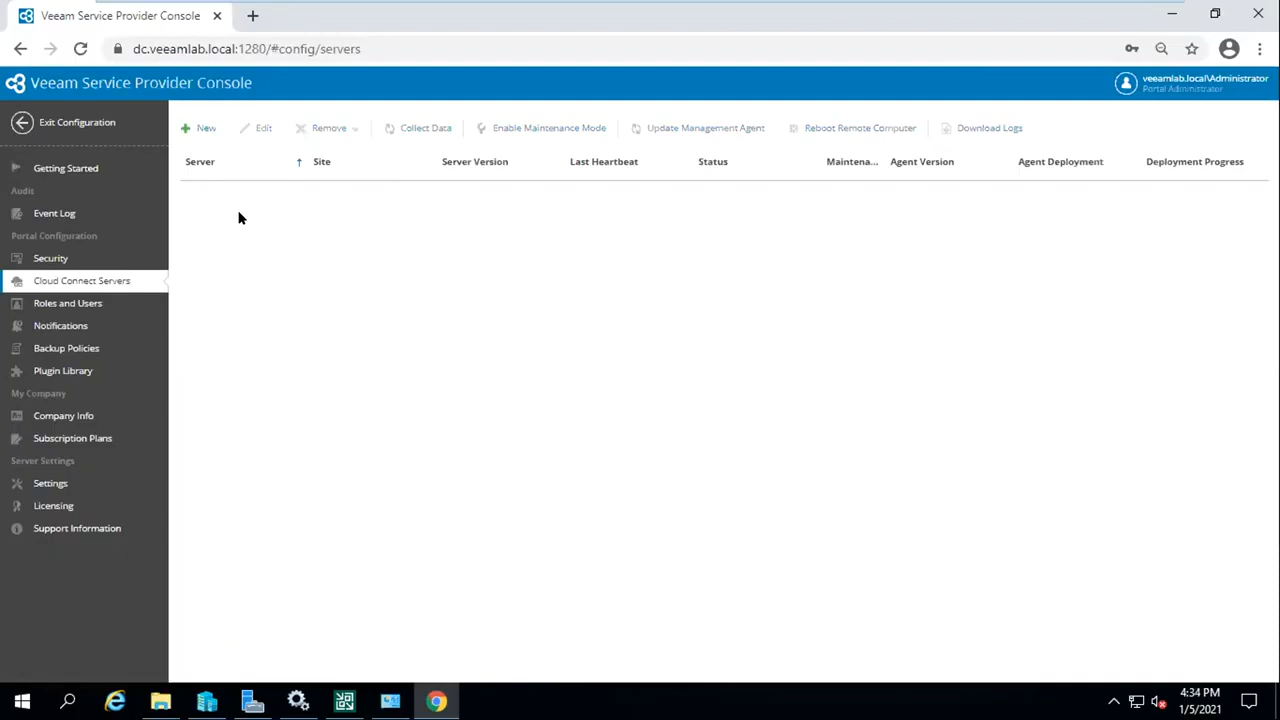 Veeam Service Provider Console
dc.veeamlab.local:1280/#config/servers
Veeam Service Provider Console
veeamlab.local\Administrator
Portal Administrator
Exit Configuration
New Edit Remove Collect Data Enable Maintenance Mode Update Management Agent Reboot Remote Computer Download Logs
Server Site Server Version Last Heartbeat Status Maintena... Agent Version Agent Deployment Deployment Progress
Getting Started
Audit
Event Log
Portal Configuration
Security
Cloud Connect Servers
Roles and Users
Notifications
Backup Policies
Plugin Library
My Company
Company Info
Subscription Plans
Server Settings
Settings
Licensing
Support Information
4:34 PM
1/5/2021